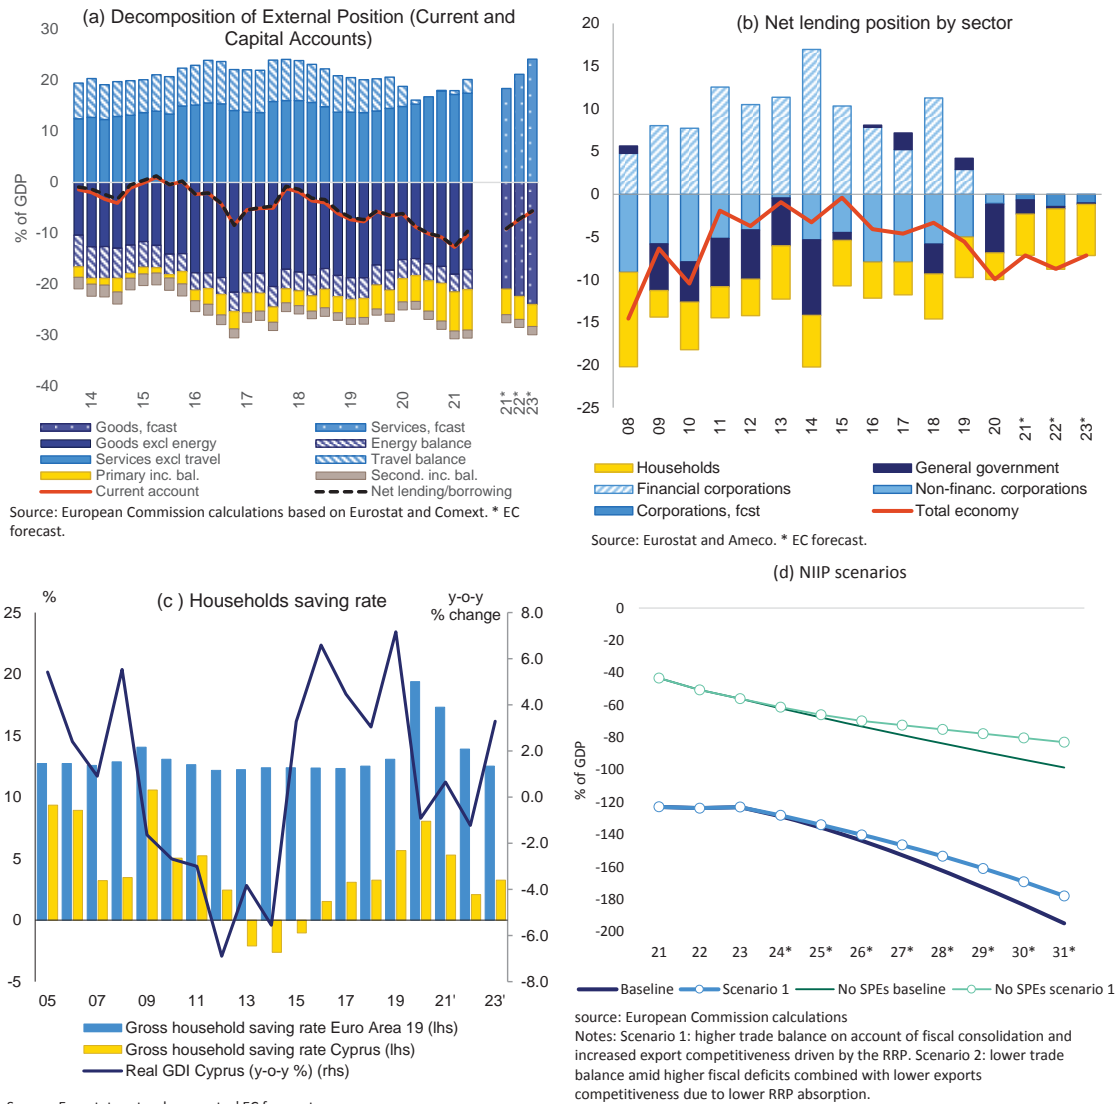 (a) Decomposition of External Position (Current and
Capital Accounts)
% of GDP
30
20
10
0
-10
-20
-30
-40
14
15
16
17
18
19
20
21
21*
22*
23*
Goods, fcast
Services, fcast
Goods excl energy
Energy balance
Services excl travel
Travel balance
Primary inc. bal.
Second. inc. bal.
Current account
Net lending/borrowing
Source: European Commission calculations based on Eurostat and Comext. * EC
forecast.
(b) Net lending position by sector
20
15
10
5
0
-5
-10
-15
-20
-25
08
09
10
11
12
13
14
15
16
17
18
19
20
21*
22*
23*
Households
General government
Financial corporations
Non-financ. corporations
Corporations, fcst
Total economy
Source: Eurostat and Ameco. * EC forecast.
(c ) Households saving rate
%
y-o-y
% change
25
20
15
10
5
0
-5
8.0
6.0
4.0
2.0
0.0
-2.0
-4.0
-6.0
-8.0
05
07
09
11
13
15
17
19
21'
23'
Gross household saving rate Euro Area 19 (lhs)
Gross household saving rate Cyprus (lhs)
Real GDI Cyprus (y-o-y %) (rhs)
(d) NIIP scenarios
% of GDP
0
-20
-40
-60
-80
-100
-120
-140
-160
-180
-200
21
22
23
24*
25*
26*
27*
28*
29*
30*
31*
Baseline
Scenario 1
No SPEs baseline
No SPEs scenario 1
source: European Commission calculations
Notes: Scenario 1: higher trade balance on account of fiscal consolidation and
increased export competitiveness driven by the RRP. Scenario 2: lower trade
balance amid higher fiscal deficits combined with lower exports
competitiveness due to lower RRP absorption.